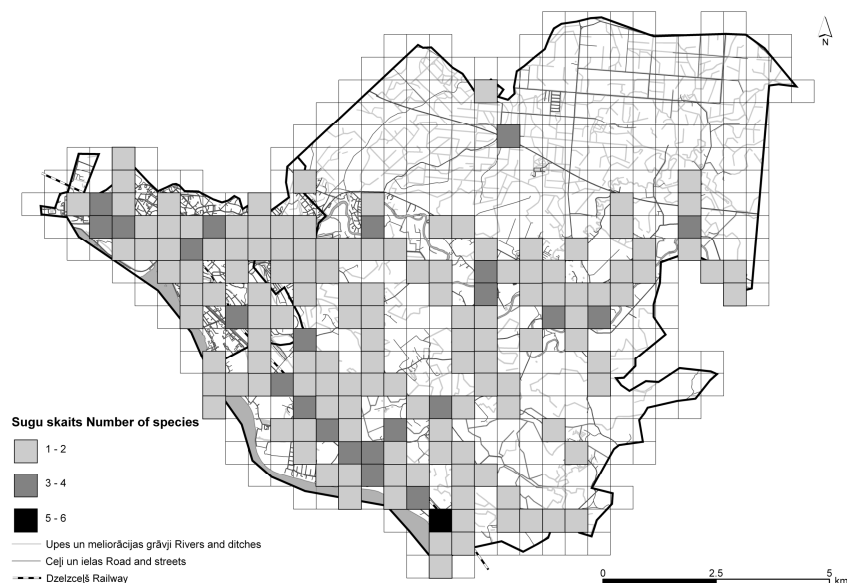 N
Sugu skaits Number of species
1 - 2
3 - 4
5 - 6
Upes un meliorācijas grāvji Rivers and ditches
Ceļi un ielas Road and streets
Dzelzceļš Railway
0 2.5 5
km